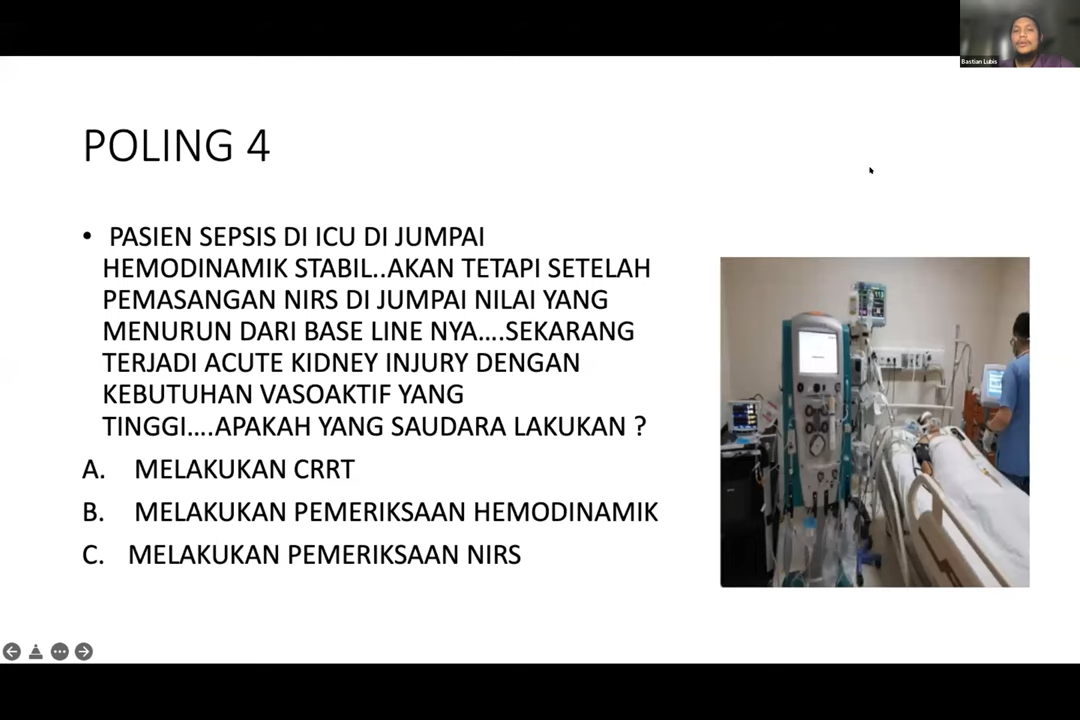 Bastian Lubis
POLING 4
• PASIEN SEPSIS DI ICU DI JUMPAI
HEMODINAMIK STABIL..AKAN TETAPI SETELAH
PEMASANGAN NIRS DI JUMPAI NILAI YANG
MENURUN DARI BASE LINE NYA....SEKARANG
TERJADI ACUTE KIDNEY INJURY DENGAN
KEBUTUHAN VASOAKTIF YANG
TINGGI....APAKAH YANG SAUDARA LAKUKAN ?
A. MELAKUKAN CRRT
B. MELAKUKAN PEMERIKSAAN HEMODINAMIK
C. MELAKUKAN PEMERIKSAAN NIRS